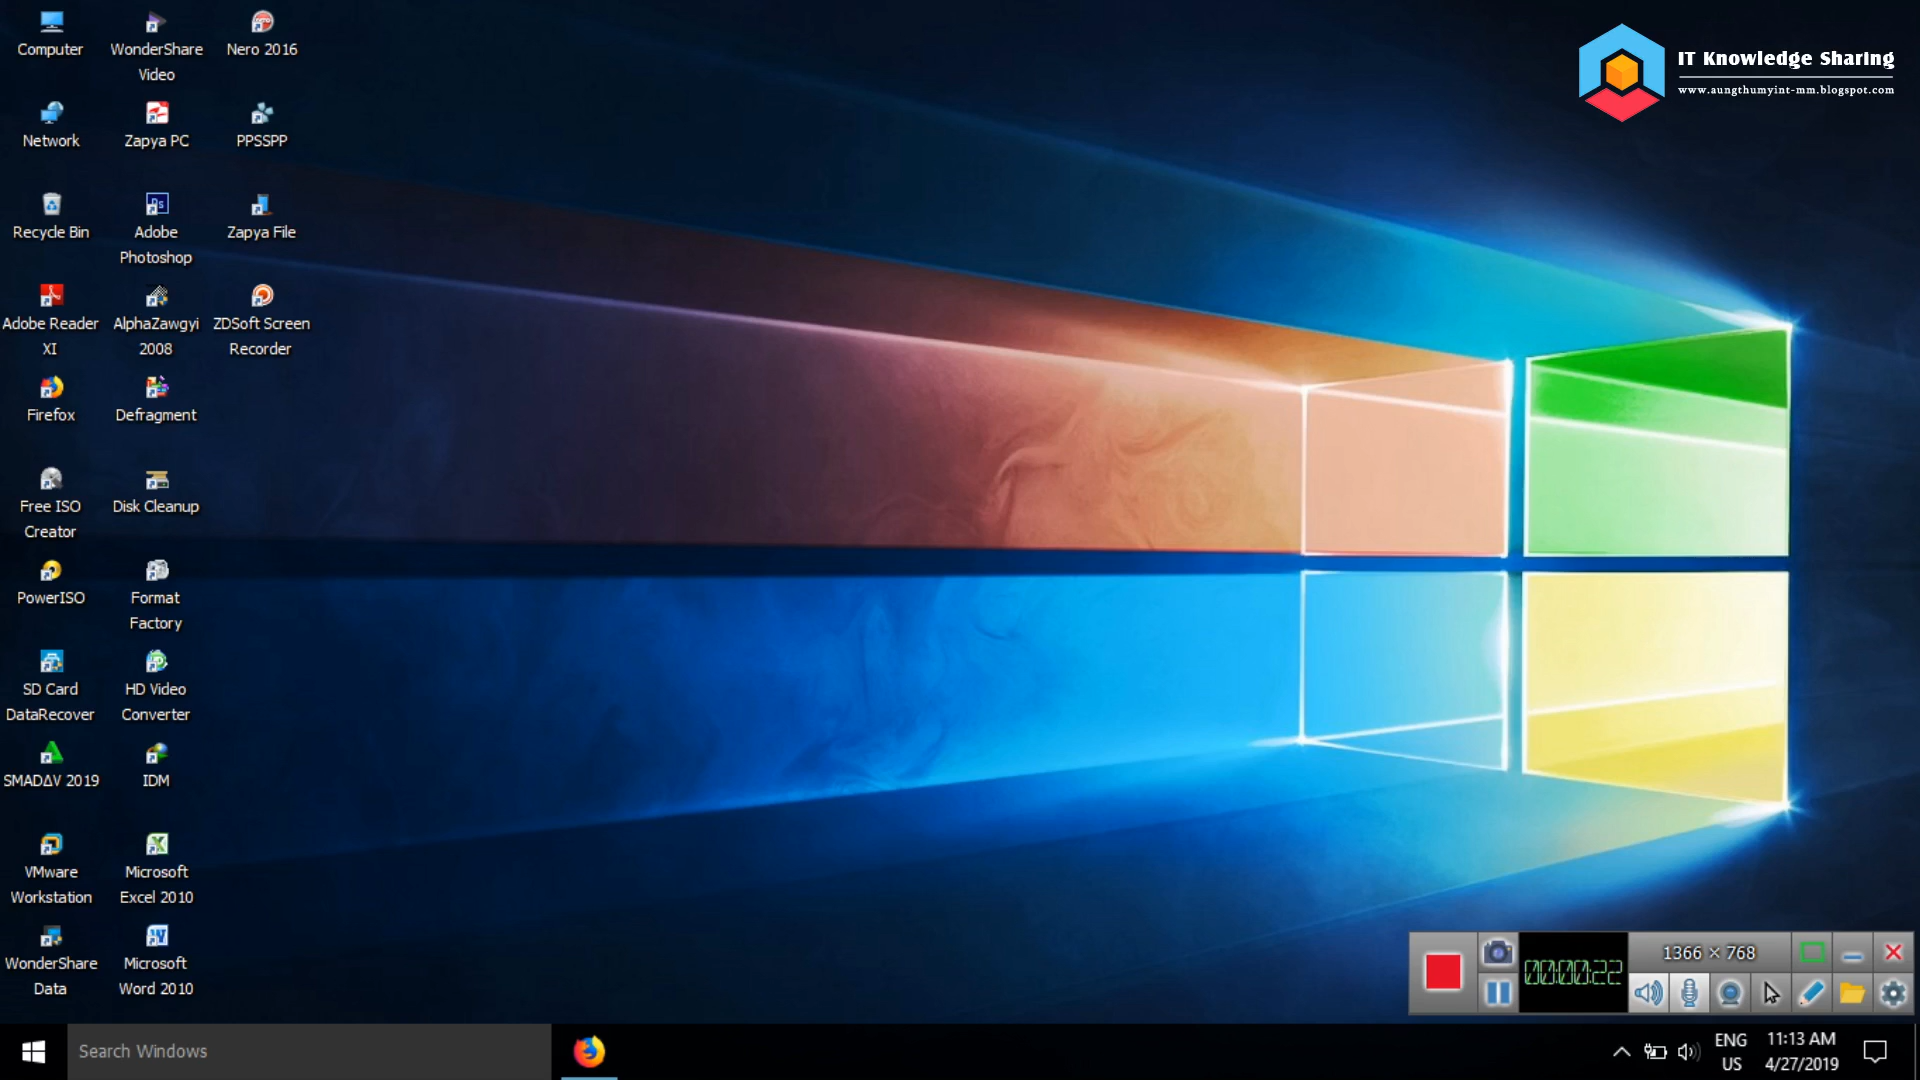 Computer
WonderShare
Video
Nero 2016
Network
Zapya PC
PPSSPP
Recycle Bin
Adobe
Photoshop
Zapya File
Adobe Reader
XI
AlphaZawgyi
2008
ZDSoft Screen
Recorder
Firefox
Defragment
Free ISO
Creator
Disk Cleanup
PowerISO
Format
Factory
SD Card
DataRecover
HD Video
Converter
SMADΔV 2019
IDM
VMware
Workstation
Microsoft
Excel 2010
WonderShare
Data
Microsoft
Word 2010
IT Knowledge Sharing
www.aungthumyint-mm.blogspot.com
00:00:22
1366 × 768
Search Windows
ENG
US
11:13 AM
4/27/2019